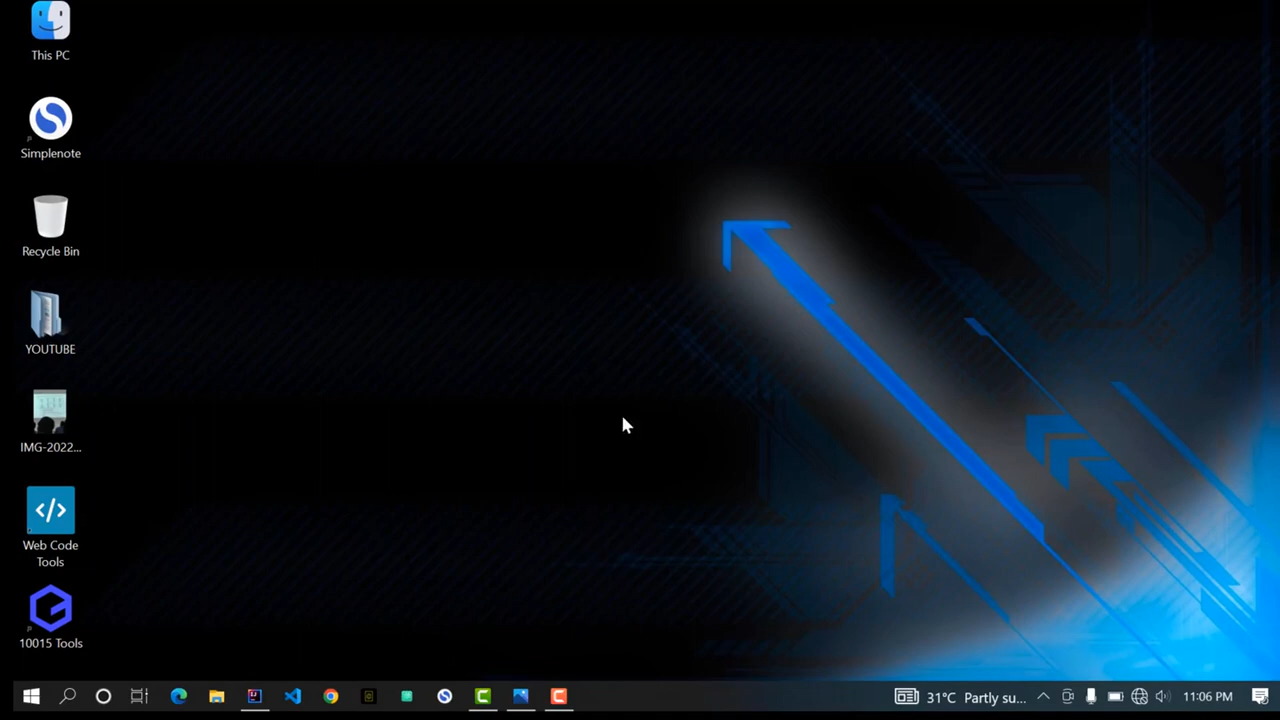 This PC
Simplenote
Recycle Bin
YOUTUBE
IMG-2022...
</>
Web Code
Tools
10015 Tools
31°C Partly su... 11:06 PM